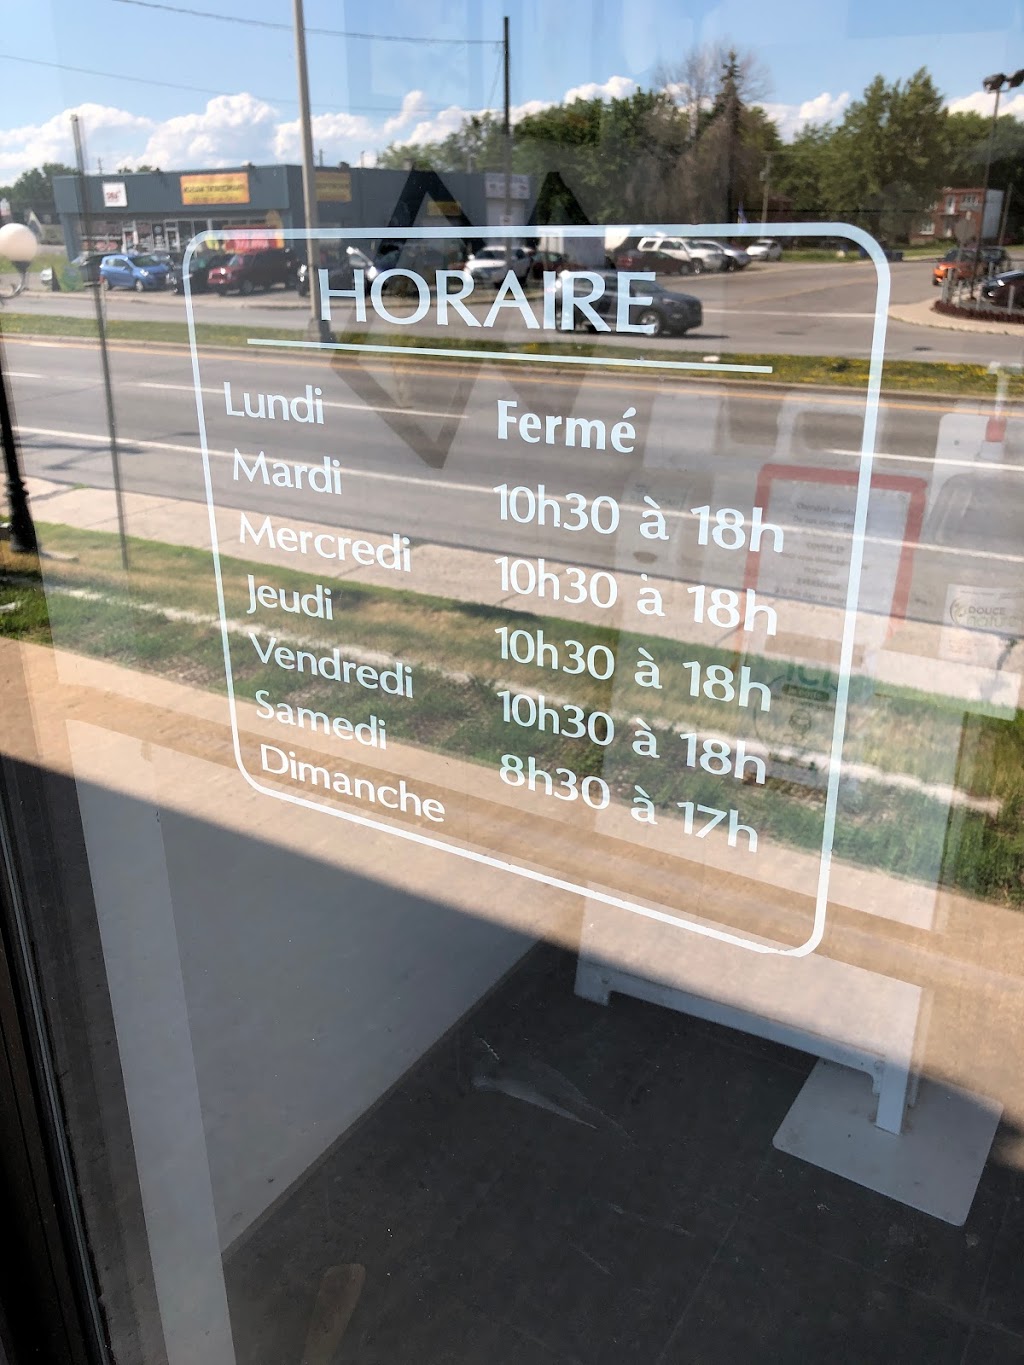 HORAIRE
Lundi Fermé
Mardi 10h30 à 18h
Mercredi 10h30 à 18h
Jeudi 10h30 à 18h
Vendredi 10h30 à 18h
Samedi 8h30 à 17h
Dimanche
DOUCE